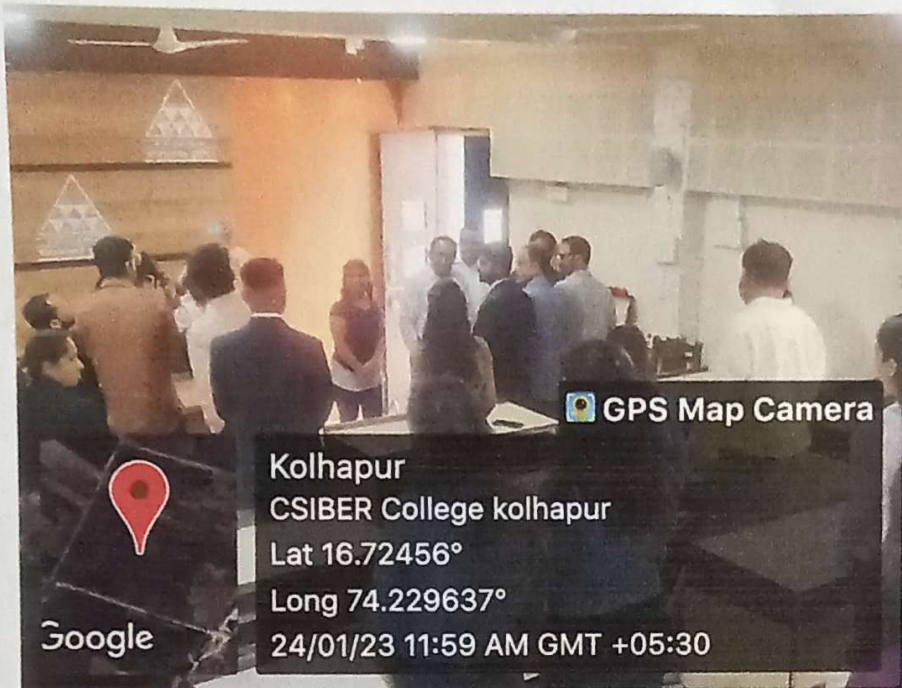 GPS Map Camera
Kolhapur
CSIBER College kolhapur
Lat 16.72456°
Long 74.229637°
24/01/23 11:59 AM GMT +05:30
Google